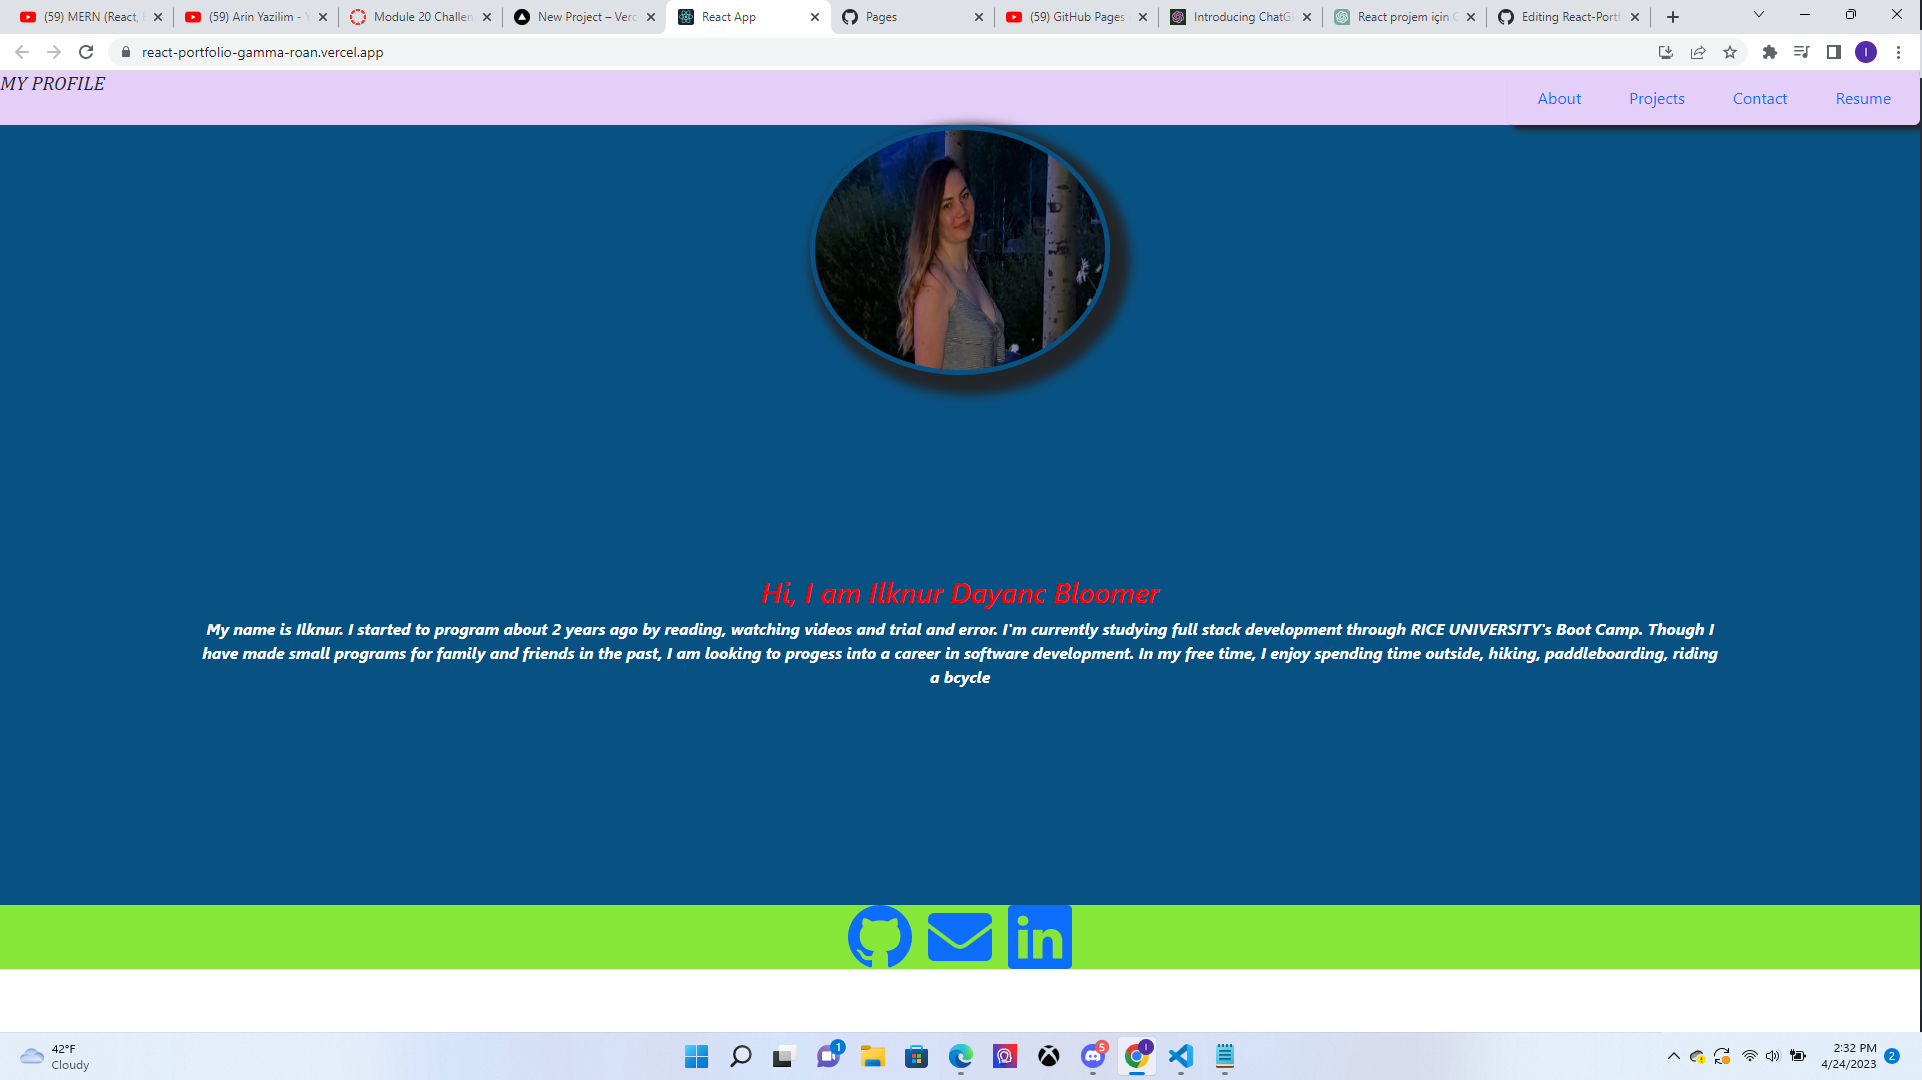 (59) MERN (React,
(59) Arin Yazilim -
Module 20 Challen
New Project – Verc
React App
Pages
(59) GitHub Pages
Introducing ChatG
React projem için
Editing React-Port
react-portfolio-gamma-roan.vercel.app
I
MY PROFILE
About
Projects
Contact
Resume
Hi, I am Ilknur Dayanc Bloomer
My name is Ilknur. I started to program about 2 years ago by reading, watching videos and trial and error. I'm currently studying full stack development through RICE UNIVERSITY's Boot Camp. Though I
have made small programs for family and friends in the past, I am looking to progess into a career in software development. In my free time, I enjoy spending time outside, hiking, paddleboarding, riding
a bcycle
in
42°F
Cloudy
1
5
I
2:32 PM
4/24/2023
2